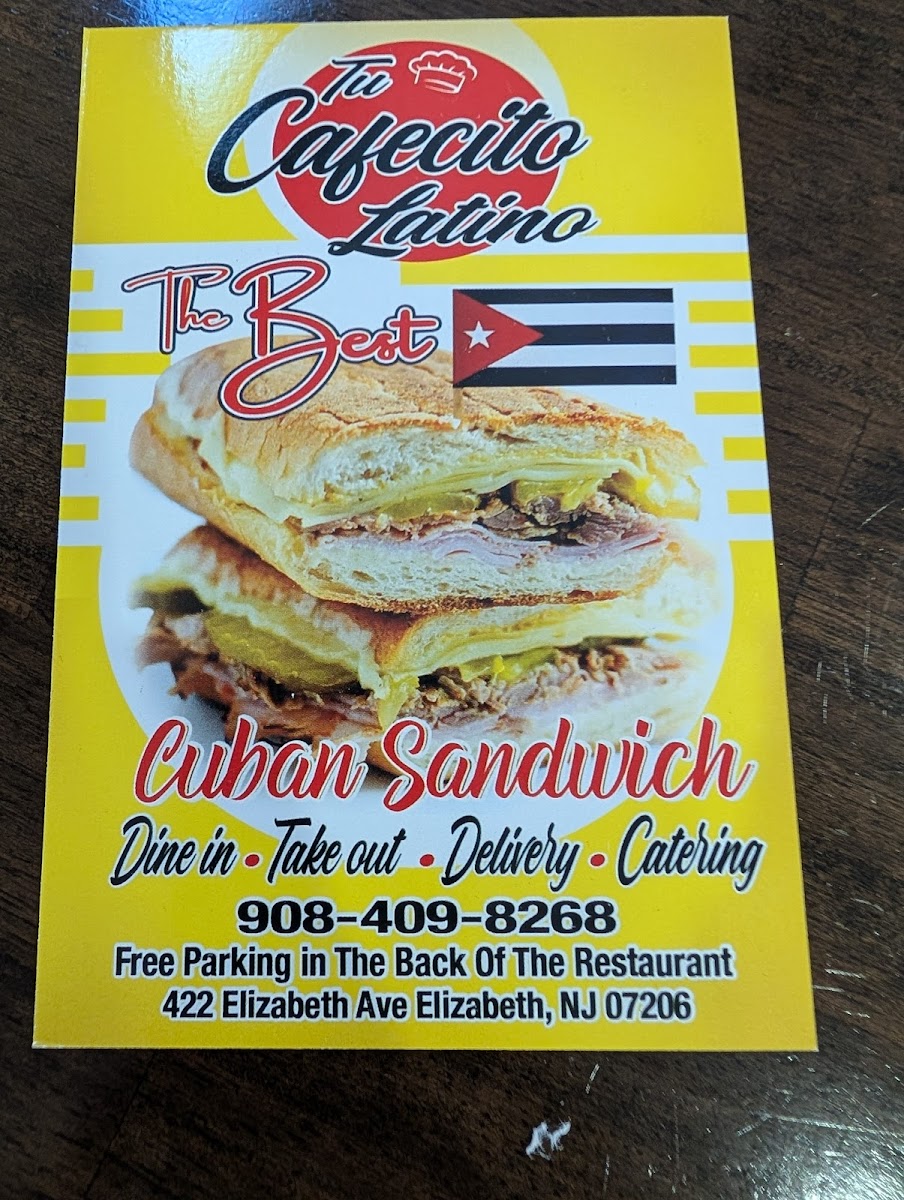 Tu
Cafecito
Latino
The Best
Cuban Sandwich
Dine in • Take out • Delivery • Catering
908-409-8268
Free Parking in The Back Of The Restaurant
422 Elizabeth Ave Elizabeth, NJ 07206